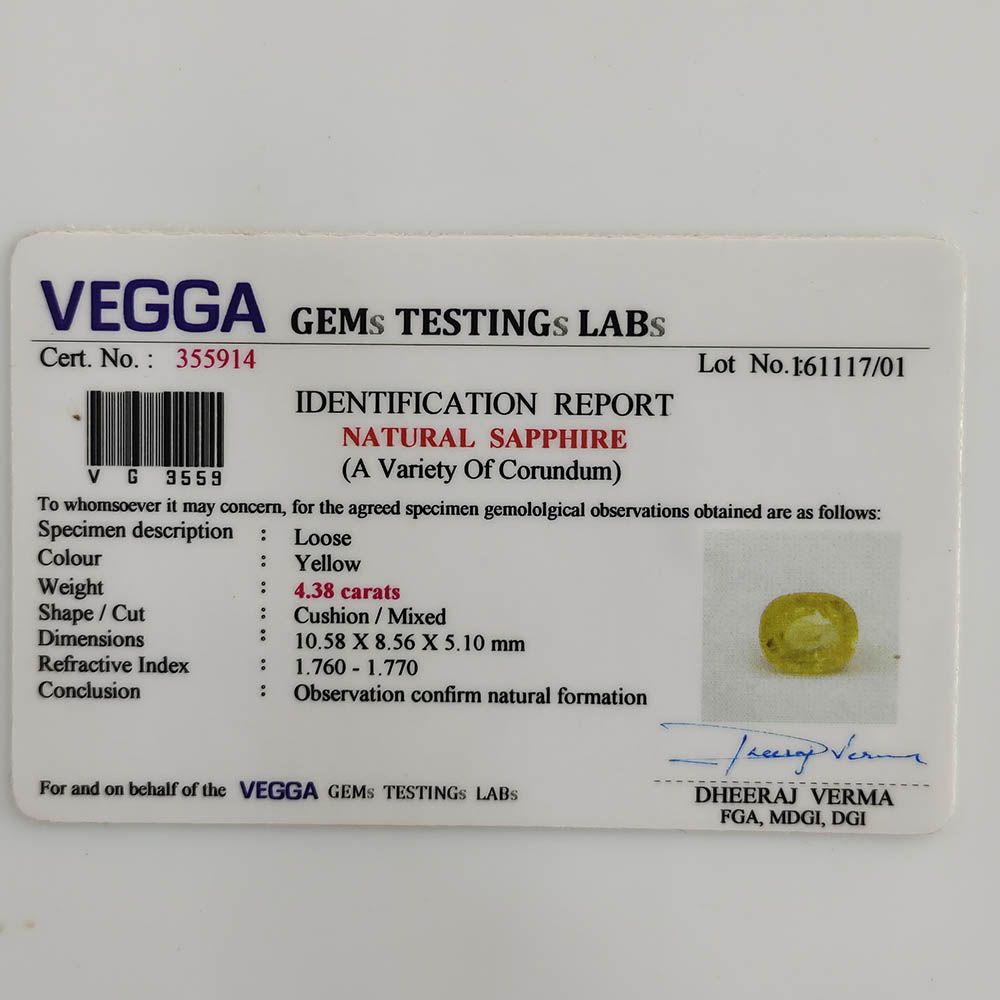 VEGGA GEMs TESTINGs LABs
Cert. No. : 355914
Lot No.:161117/01
V G 3559
IDENTIFICATION REPORT
NATURAL SAPPHIRE
(A Variety Of Corundum)
To whomsoever it may concern, for the agreed specimen gemololgical observations obtained are as follows:
Specimen description : Loose
Colour : Yellow
Weight : 4.38 carats
Shape / Cut : Cushion / Mixed
Dimensions : 10.58 X 8.56 X 5.10 mm
Refractive Index : 1.760 - 1.770
Conclusion : Observation confirm natural formation
Dheeraj Verma
For and on behalf of the VEGGA GEMs TESTINGs LABs
DHEERAJ VERMA
FGA, MDGI, DGI